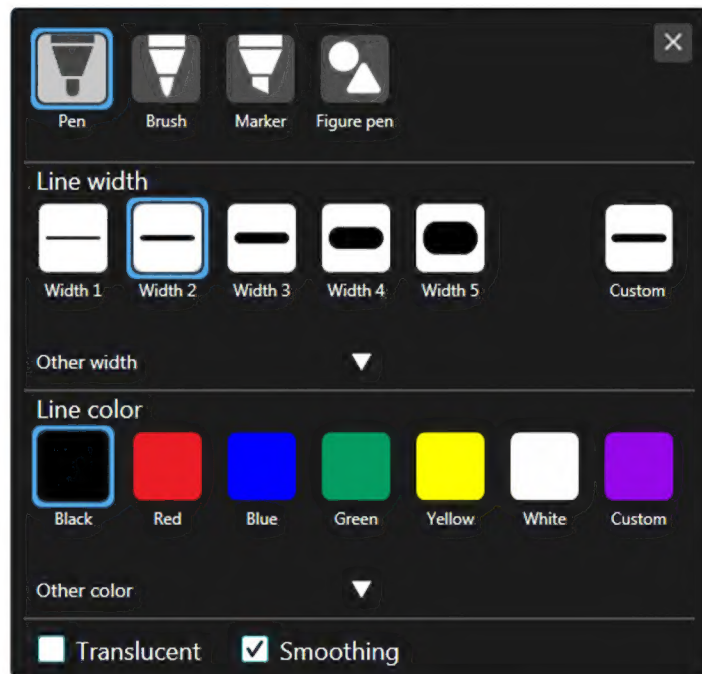 Pen Brush Marker Figure pen
Line width
Width 1 Width 2 Width 3 Width 4 Width 5 Custom
Other width
Line color
Black Red Blue Green Yellow White Custom
Other color
Translucent Smoothing